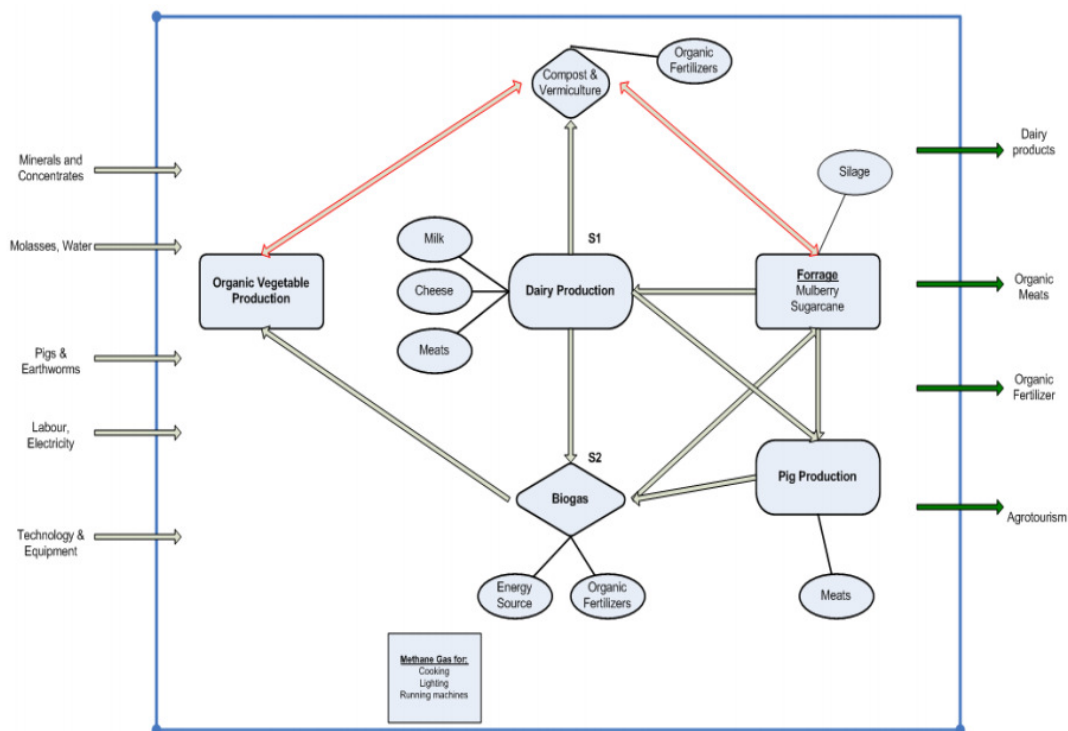 Organic
Fertilizers
Compost &
Vermiculture
Minerals and
Concentrates
Molasses, Water
Pigs &
Earthworms
Labour,
Electricity
Technology &
Equipment
Organic Vegetable
Production
Milk
Cheese
Meats
S1
Dairy Production
Silage
Forrage
Mulberry
Sugarcane
S2
Biogas
Pig Production
Energy
Source
Organic
Fertilizers
Meats
Methane Gas for:
Cooking
Lighting
Running machines
Dairy
products
Organic
Meats
Organic
Fertilizer
Agrotourism